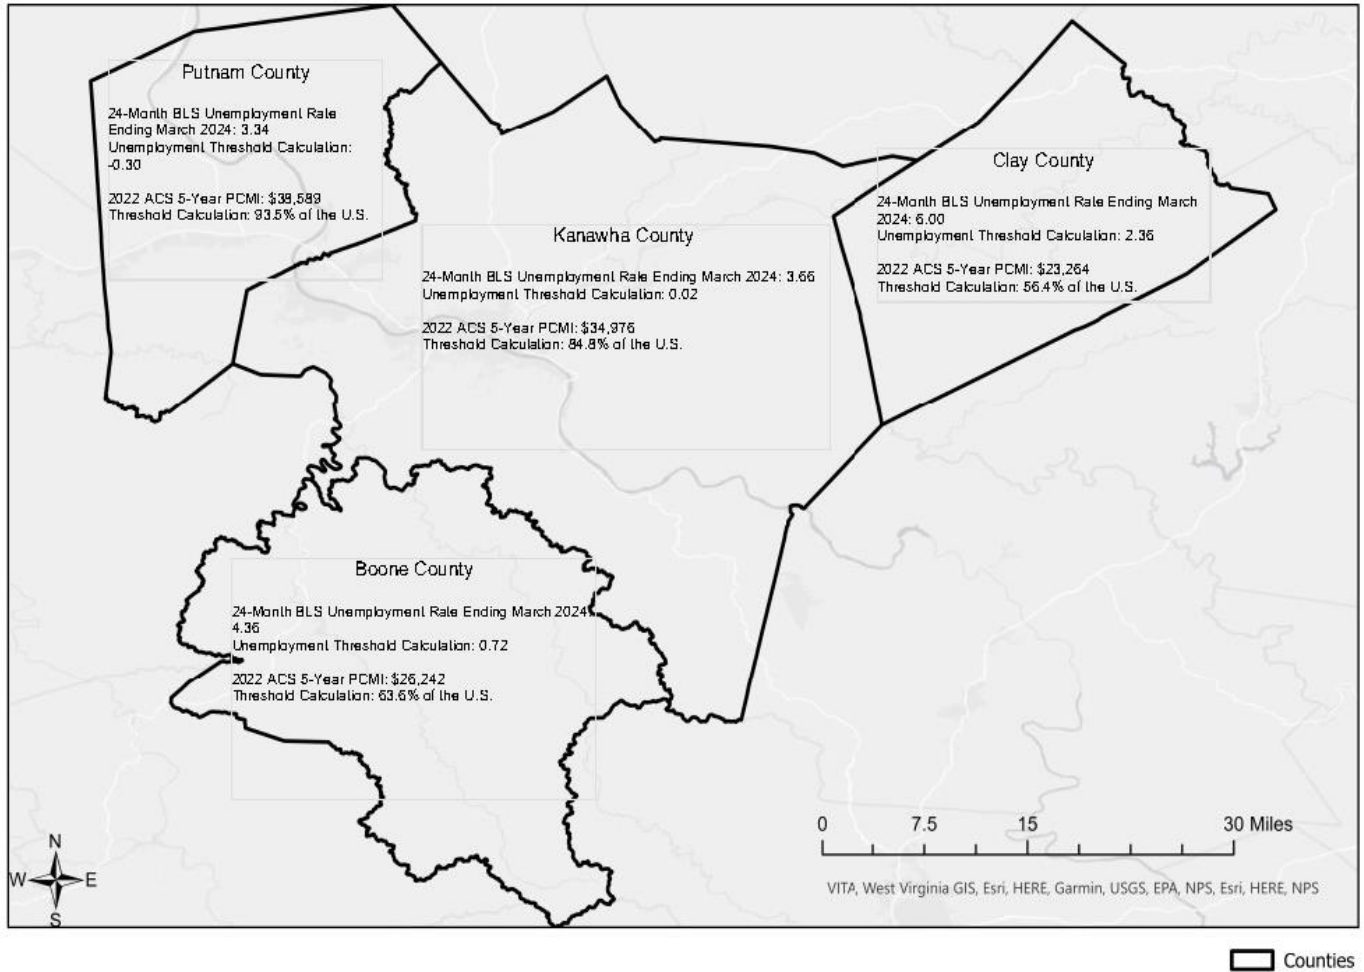 Putnam County
24-Month BLS Unemployment Rate
Ending March 2024: 3.34
Unemployment Threshold Calculation:
-0.30
2022 ACS 5-Year PCMI: $38,589
Threshold Calculation: 93.5% of the U.S.
Clay County
24-Month BLS Unemployment Rate Ending March
2024: 6.00
Unemployment Threshold Calculation: 2.36
2022 ACS 5-Year PCMI: $23,264
Threshold Calculation: 56.4% of the U.S.
Kanawha County
24-Month BLS Unemployment Rate Ending March 2024: 3.66
Unemployment Threshold Calculation: 0.02
2022 ACS 5-Year PCMI: $34,976
Threshold Calculation: 84.8% of the U.S.
Boone County
24-Month BLS Unemployment Rate Ending March 2024:
4.36
Unemployment Threshold Calculation: 0.72
2022 ACS 5-Year PCMI: $26,242
Threshold Calculation: 63.6% of the U.S.
0 7.5 15 30 Miles
N
W E
S
VITA, West Virginia GIS, Esri, HERE, Garmin, USGS, EPA, NPS, Esri, HERE, NPS
Counties